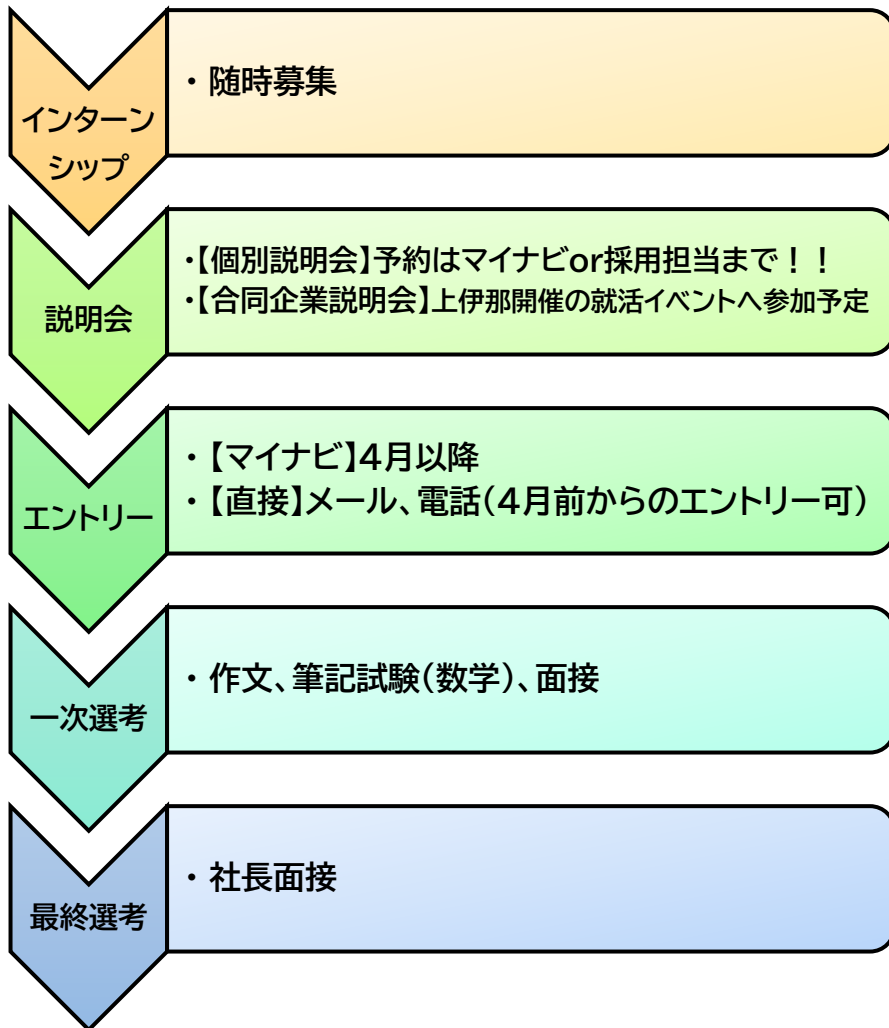 インターン
シップ
・随時募集
説明会
・【個別説明会】予約はマイナビor採用担当まで！！
・【合同企業説明会】上伊那開催の就活イベントへ参加予定
エントリー
・【マイナビ】4月以降
・【直接】メール、電話(4月前からのエントリー可)
一次選考
・作文、筆記試験(数学)、面接
最終選考
・社長面接